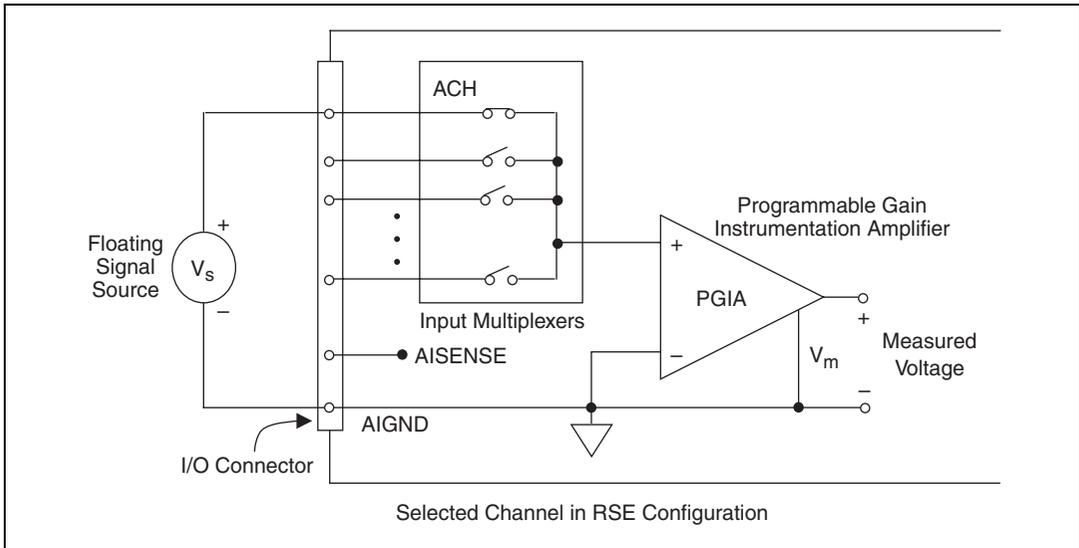 ACH
+
Floating
Signal
Source
Vs
−
Programmable Gain
Instrumentation Amplifier
+
PGIA
−
Input Multiplexers
AISENSE
Vm
+
Measured
Voltage
−
AIGND
I/O Connector
Selected Channel in RSE Configuration